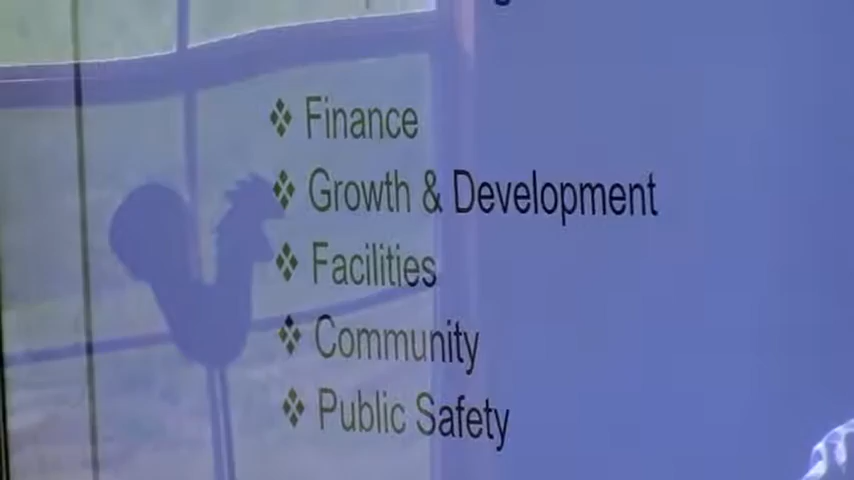 ❖ Finance
❖ Growth & Development
❖ Facilities
❖ Community
❖ Public Safety